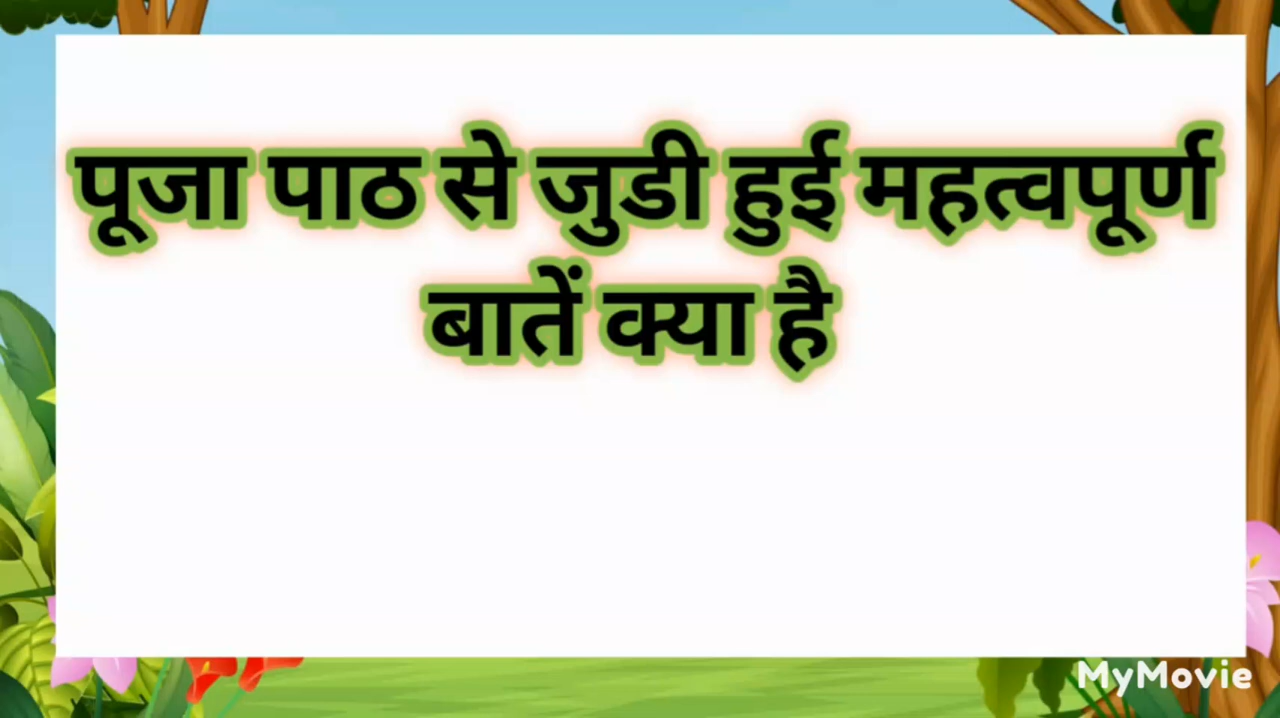 पूजा पाठ से जुडी हुई महत्वपूर्ण
बातें क्या है
MyMovie